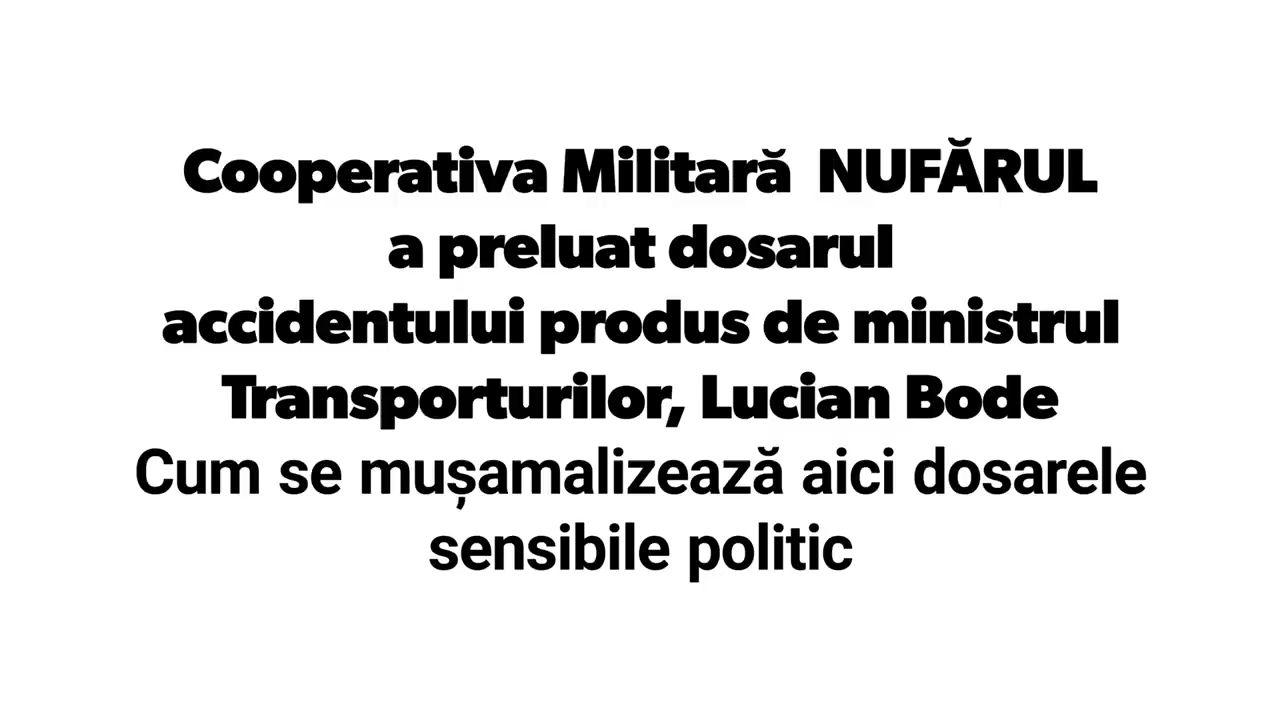 Cooperativa Militară NUFĂRUL
a preluat dosarul
accidentului produs de ministrul
Transporturilor, Lucian Bode
Cum se mușamalizează aici dosarele
sensibile politic